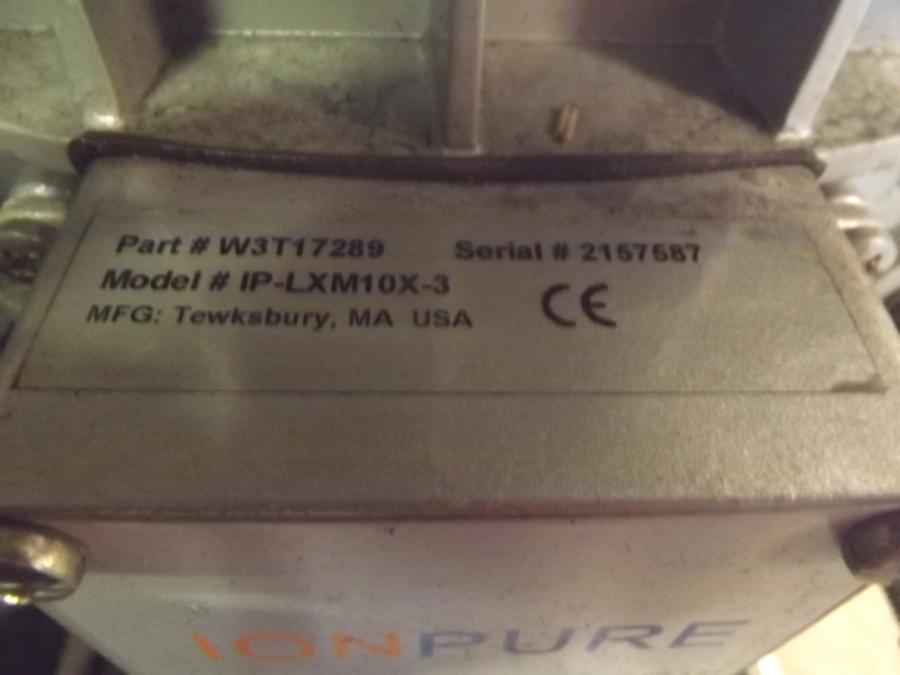 Part # W3T17289 Serial # 2157587
Model # IP-LXM10X-3
MFG: Tewksbury, MA USA CE
IONPURE